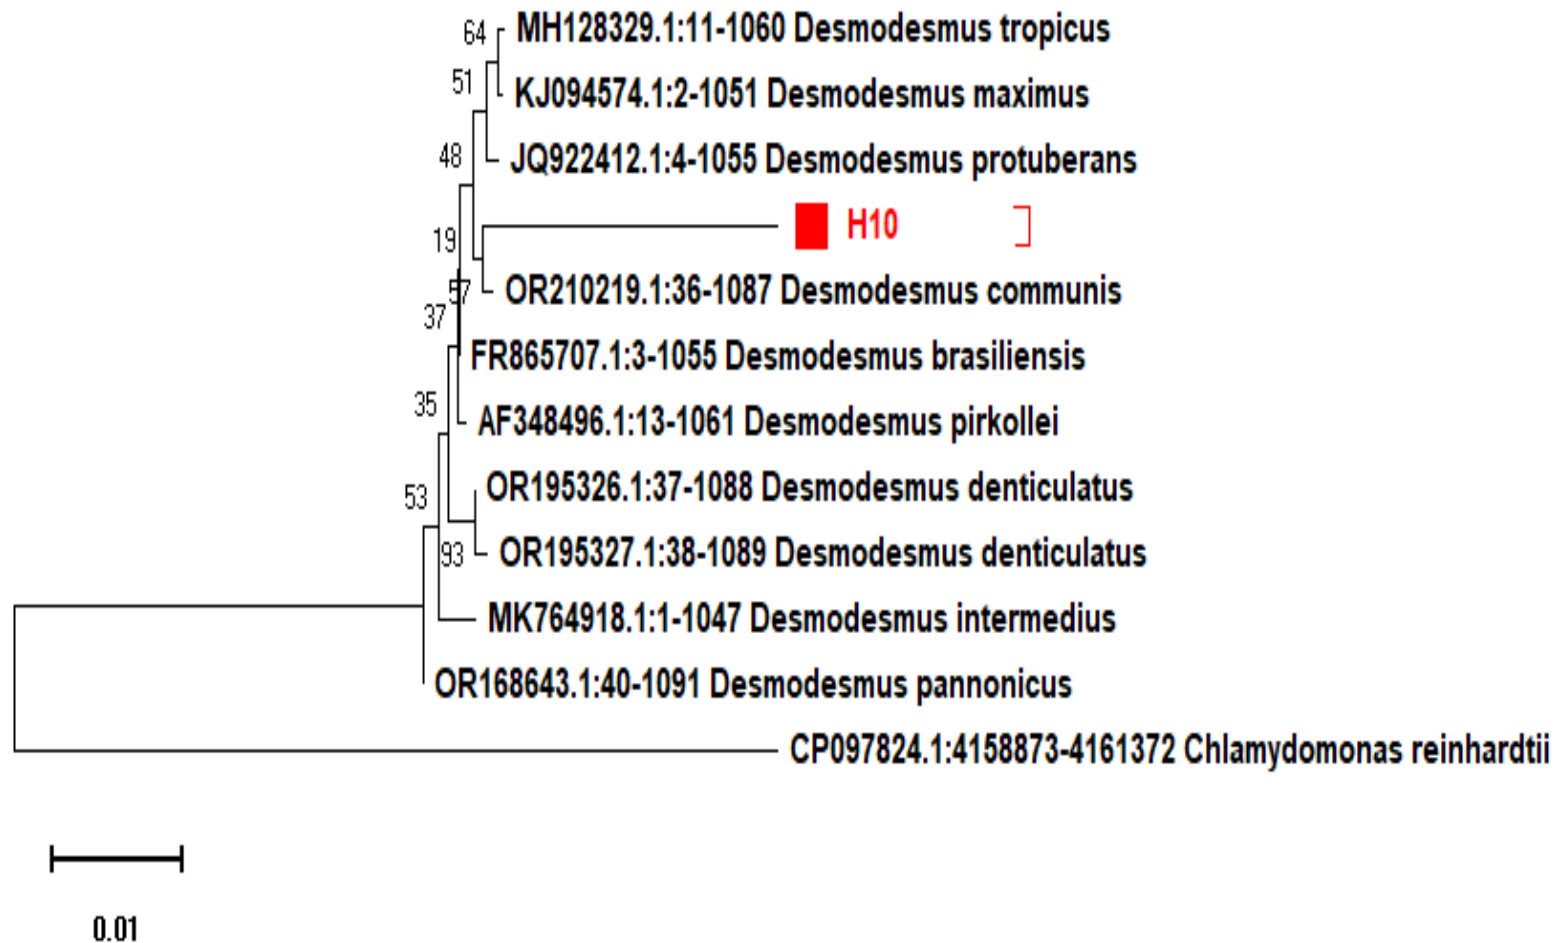 64 MH128329.1:11-1060 Desmodesmus tropicus
51
KJ094574.1:2-1051 Desmodesmus maximus
48 JQ922412.1:4-1055 Desmodesmus protuberans
H10
19
57 OR210219.1:36-1087 Desmodesmus communis
37
FR865707.1:3-1055 Desmodesmus brasiliensis
35
AF348496.1:13-1061 Desmodesmus pirkollei
OR195326.1:37-1088 Desmodesmus denticulatus
53
93 OR195327.1:38-1089 Desmodesmus denticulatus
MK764918.1:1-1047 Desmodesmus intermedius
OR168643.1:40-1091 Desmodesmus pannonicus
CP097824.1:4158873-4161372 Chlamydomonas reinhardtii
0.01